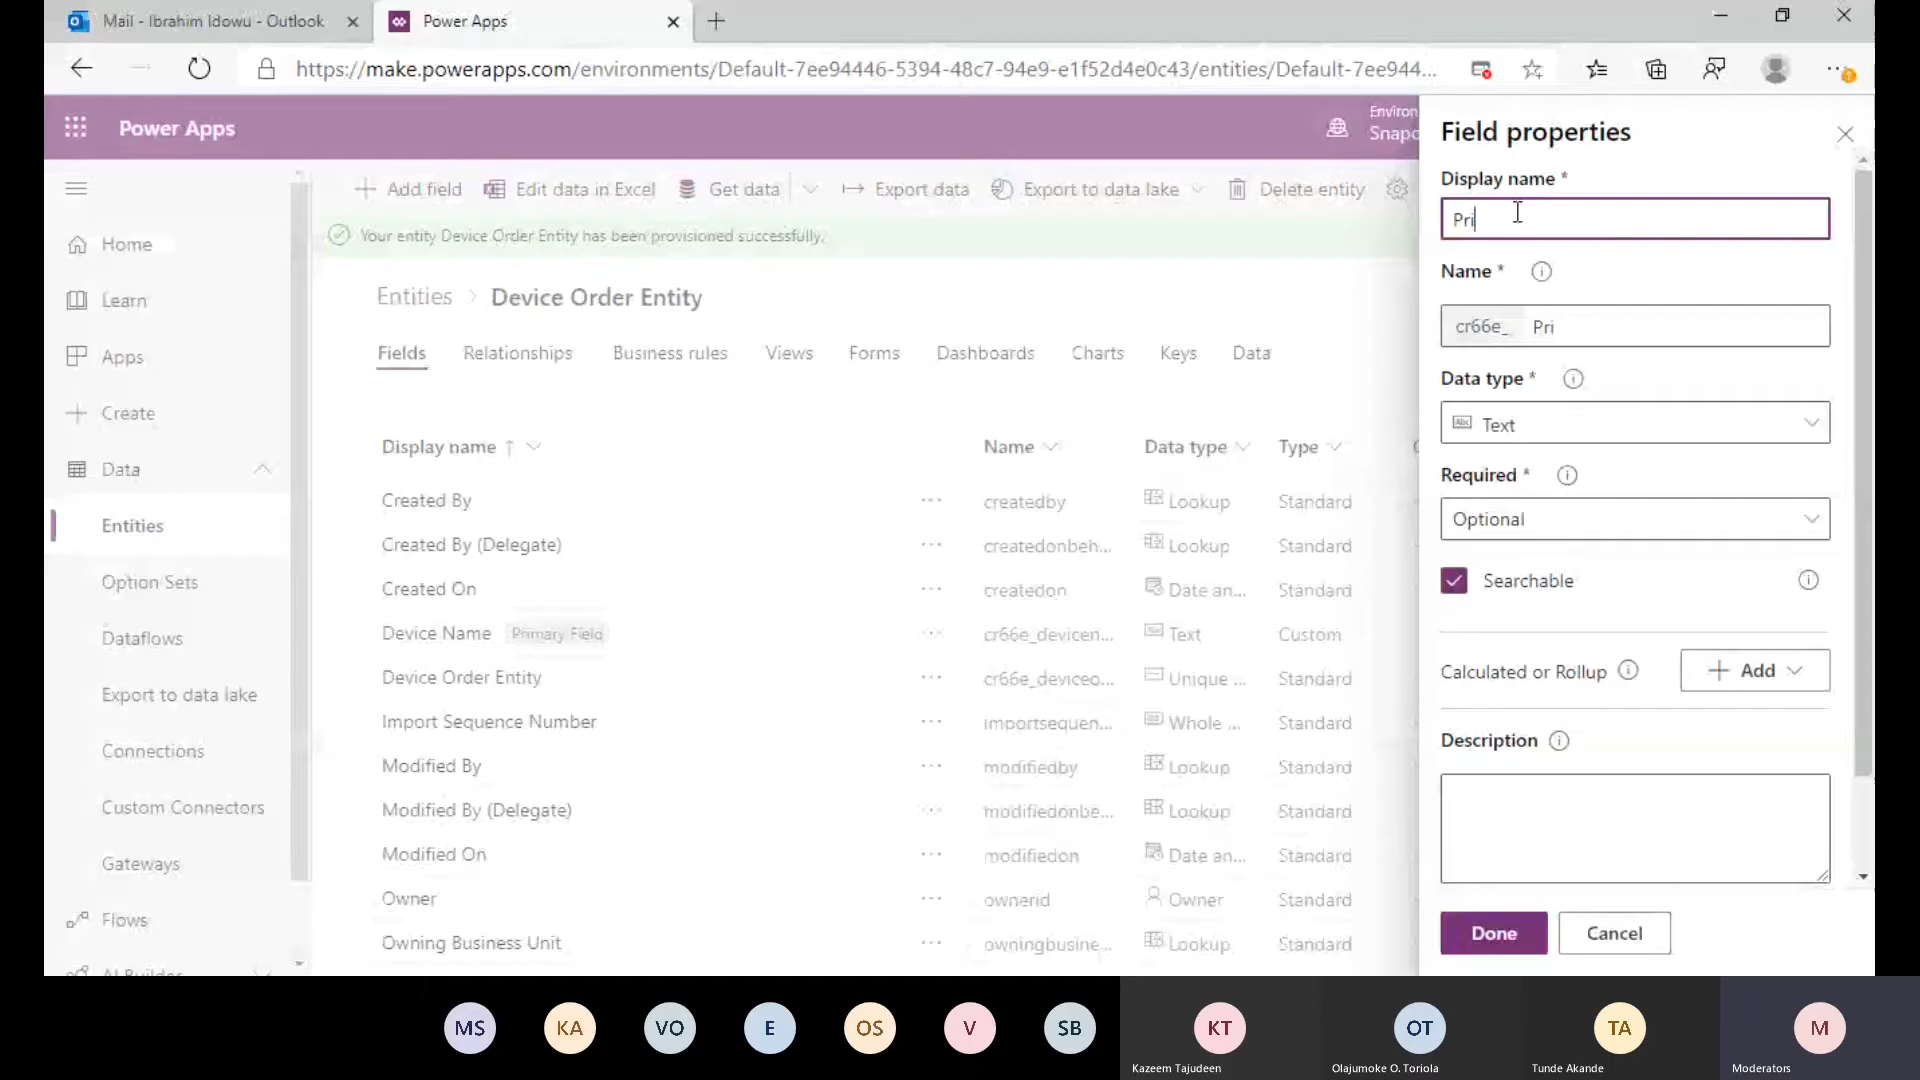 Mail - Ibrahim Idowu - Outlook
Power Apps
https://make.powerapps.com/environments/Default-7ee94446-5394-48c7-94e9-e1f52d4e0c43/entities/Default-7ee944...
Power Apps
Environ
Snap
Add field
Edit data in Excel
Get data
Export data
Export to data lake
Delete entity
Your entity Device Order Entity has been provisioned successfully.
Entities > Device Order Entity
Fields
Relationships
Business rules
Views
Forms
Dashboards
Charts
Keys
Data
Home
Learn
Apps
Create
Data
Entities
Option Sets
Dataflows
Export to data lake
Connections
Custom Connectors
Gateways
Flows
AI Builder
Display name ↑ Name Data type Type
Created By ... createdby Lookup Standard
Created By (Delegate) ... createdonbeh... Lookup Standard
Created On ... createdon Date an... Standard
Device Name Primary Field ... cr66e_devicen... Text Custom
Device Order Entity ... cr66e_deviceo... Unique ... Standard
Import Sequence Number ... importsequen... Whole ... Standard
Modified By ... modifiedby Lookup Standard
Modified By (Delegate) ... modifiedonbe... Lookup Standard
Modified On ... modifiedon Date an... Standard
Owner ... ownerid Owner Standard
Owning Business Unit ... owningbusine... Lookup Standard
Field properties
Display name *
Pri
Name *
cr66e_ Pri
Data type *
Abc Text
Required *
Optional
Searchable
Calculated or Rollup
+ Add
Description
Done
Cancel
MS
KA
VO
E
OS
V
SB
KT
Kazeem Tajudeen
OT
Olajumoke O. Toriola
TA
Tunde Akande
M
Moderators